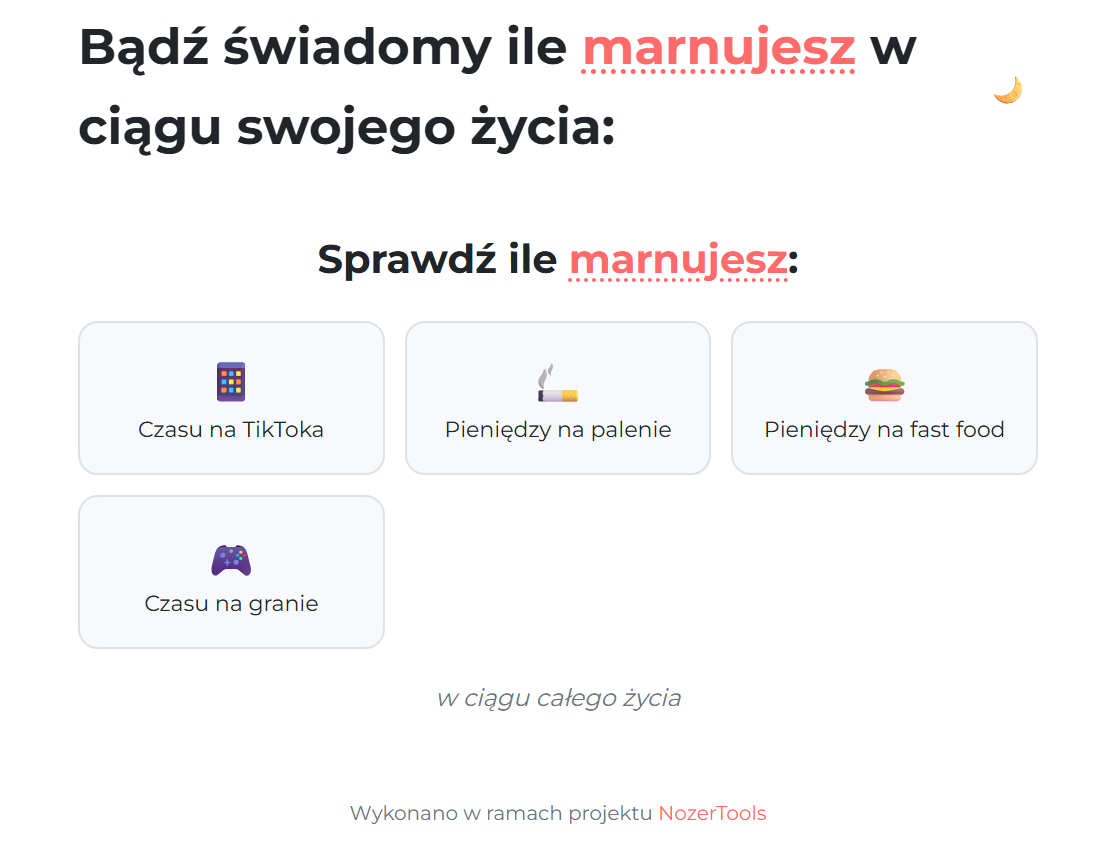 Bądź świadomy ile marnujesz w
ciągu swojego życia:
Sprawdź ile marnujesz:
Czasu na TikToka
Pieniędzy na palenie
Pieniędzy na fast food
Czasu na granie
w ciągu całego życia
Wykonano w ramach projektu NozerTools